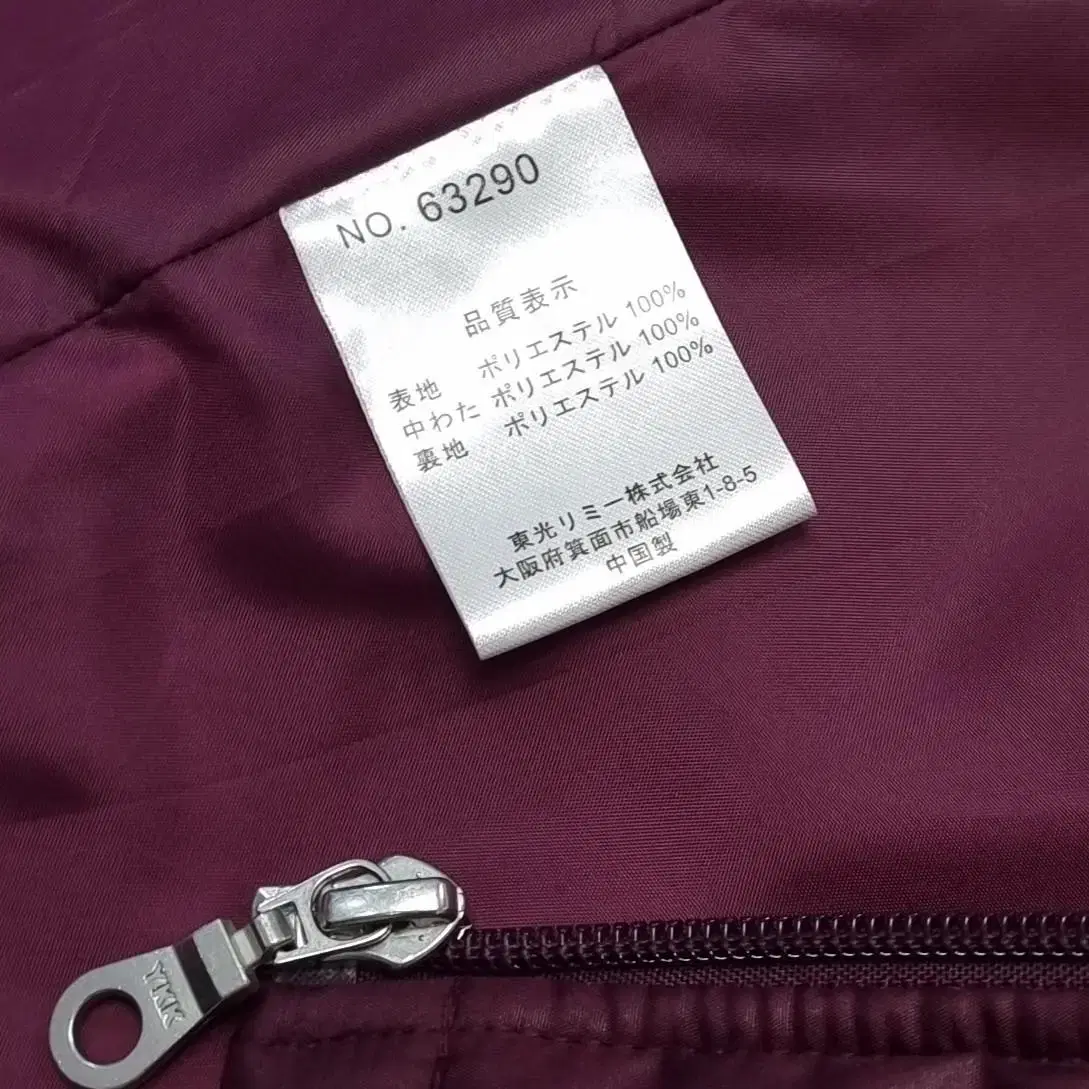 NO. 63290
品質表示
表地 ポリエステル 100%
中わた ポリエステル 100%
裏地 ポリエステル 100%
東光リミー株式会社
大阪府箕面市船場東1-8-5
中国製
YKK